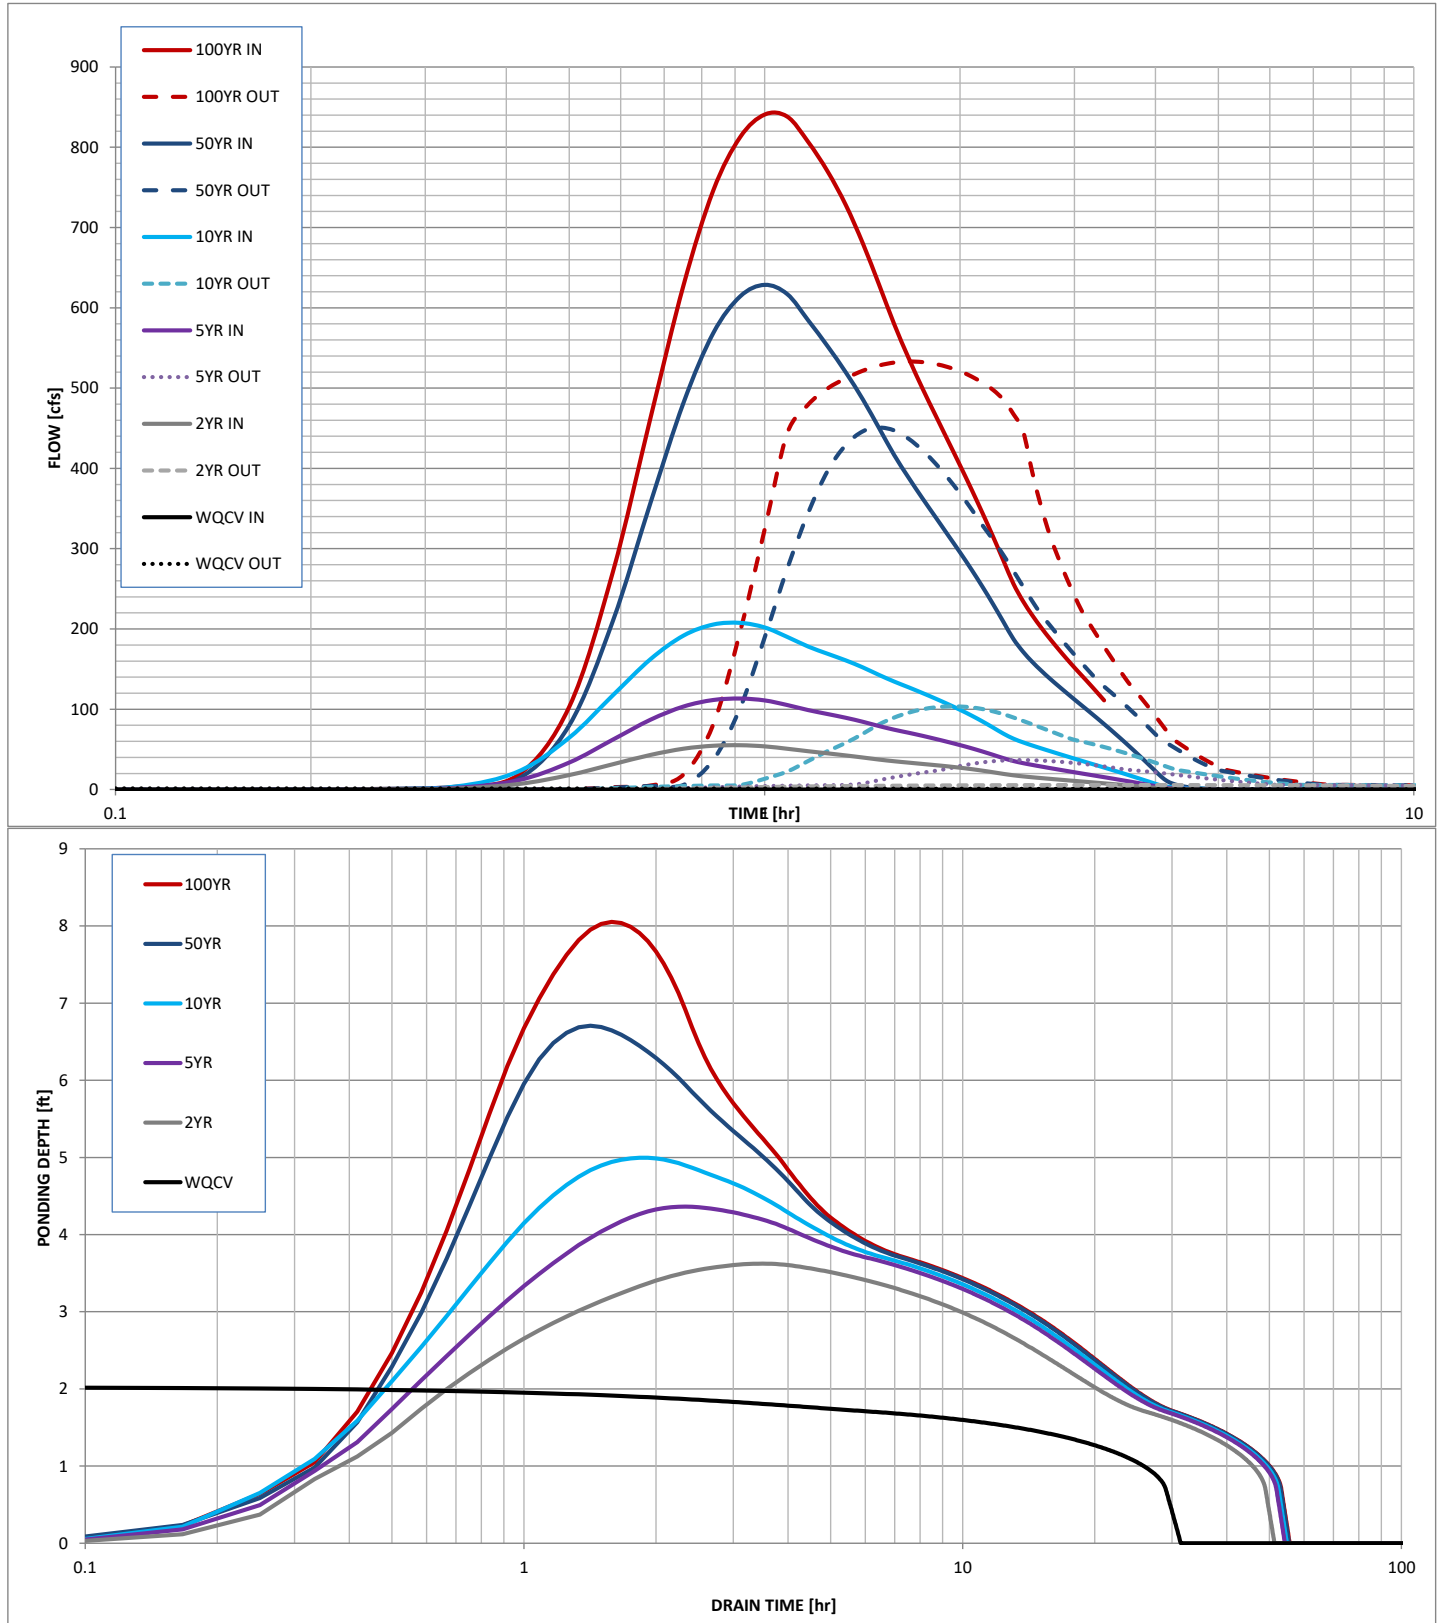 100YR IN
100YR OUT
50YR IN
50YR OUT
10YR IN
10YR OUT
5YR IN
5YR OUT
2YR IN
2YR OUT
WQCV IN
WQCV OUT
900
800
700
600
500
400
300
200
100
0
FLOW [cfs]
0.1
1
10
TIME [hr]
100YR
50YR
10YR
5YR
2YR
WQCV
9
8
7
6
5
4
3
2
1
0
PONDING DEPTH [ft]
0.1
1
10
100
DRAIN TIME [hr]